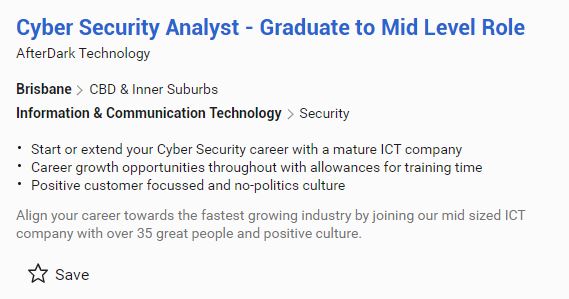 Cyber Security Analyst - Graduate to Mid Level Role
AfterDark Technology
Brisbane > CBD & Inner Suburbs
Information & Communication Technology > Security
• Start or extend your Cyber Security career with a mature ICT company
• Career growth opportunities throughout with allowances for training time
• Positive customer focussed and no-politics culture
Align your career towards the fastest growing industry by joining our mid sized ICT
company with over 35 great people and positive culture.
Save